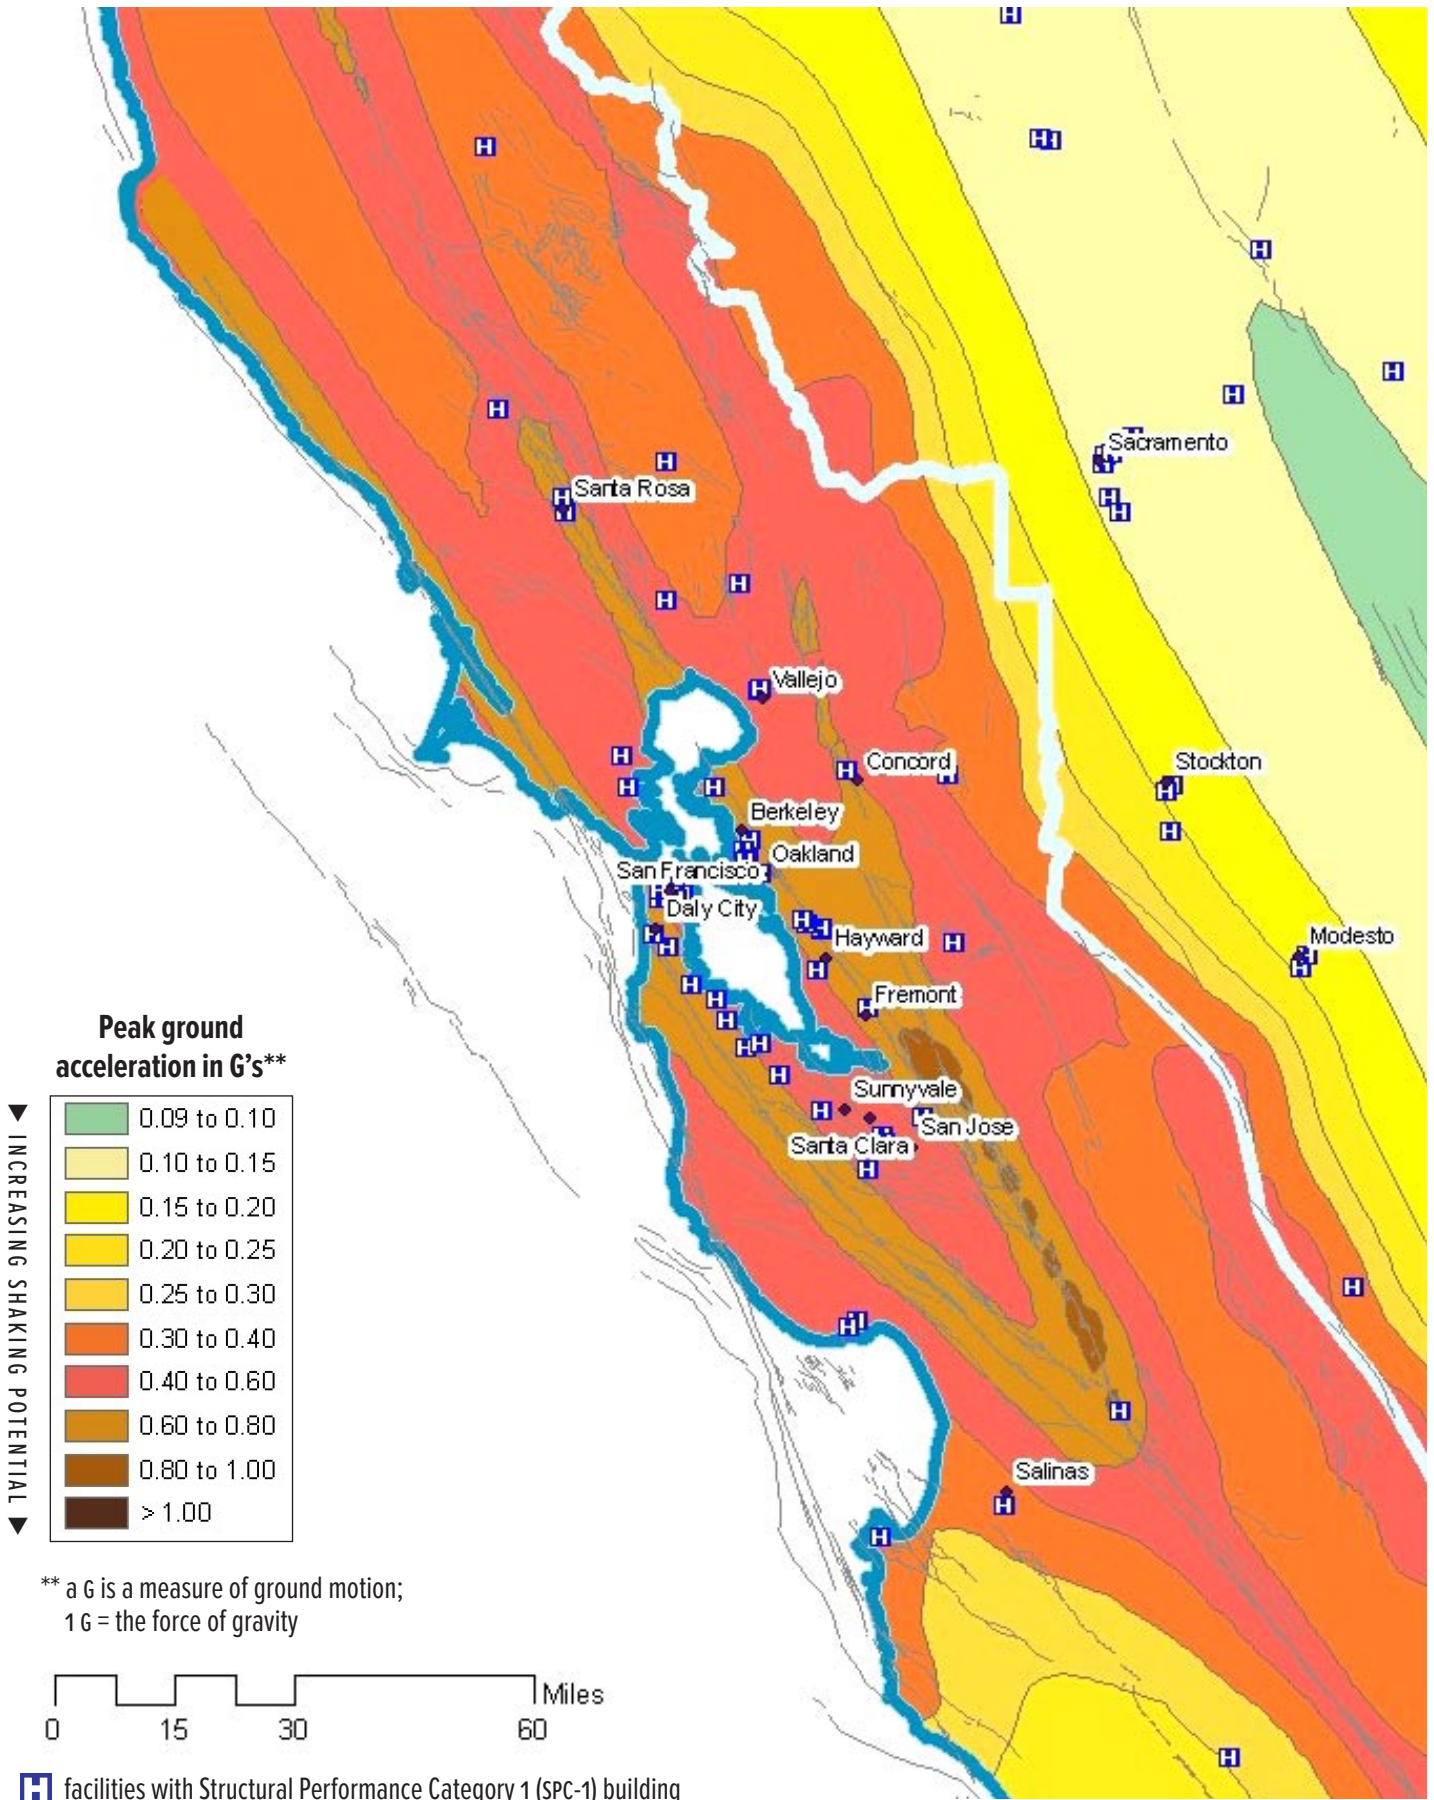 Sacramento
Santa Rosa
Vallejo
Concord
Stockton
Berkeley
Oakland
San Francisco
Daly City
Hayward
Modesto
Fremont
Sunnyvale
San Jose
Santa Clara
Salinas
Peak ground
acceleration in G's**
INCREASING SHAKING POTENTIAL
0.09 to 0.10
0.10 to 0.15
0.15 to 0.20
0.20 to 0.25
0.25 to 0.30
0.30 to 0.40
0.40 to 0.60
0.60 to 0.80
0.80 to 1.00
> 1.00
** a G is a measure of ground motion;
1 G = the force of gravity
Miles
0 15 30 60
H facilities with Structural Performance Category 1 (SPC-1) building